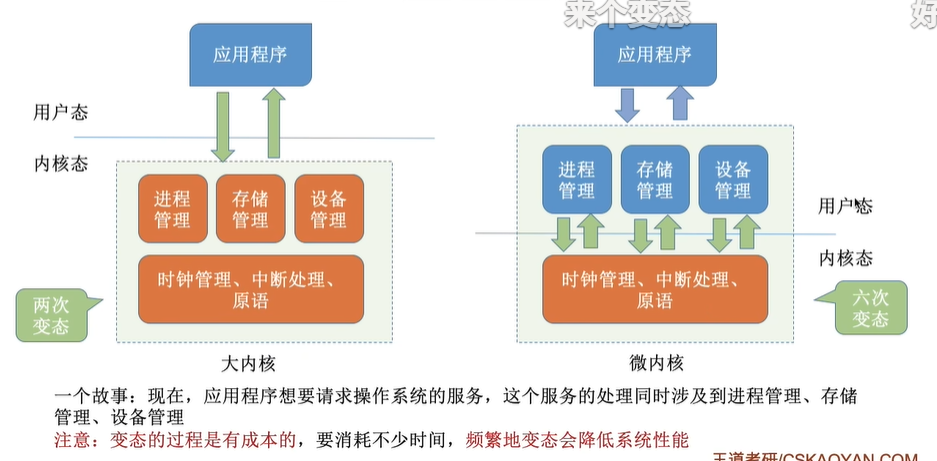 来个变态
好
应用程序
应用程序
用户态
内核态
进程
管理
存储
管理
设备
管理
进程
管理
存储
管理
设备
管理
用户态
内核态
时钟管理、中断处理、
原语
时钟管理、中断处理、
原语
两次
变态
六次
变态
大内核
微内核
一个故事：现在，应用程序想要请求操作系统的服务，这个服务的处理同时涉及到进程管理、存储
管理、设备管理
注意：变态的过程是有成本的，要消耗不少时间，频繁地变态会降低系统性能
王道考研/CSKAOYAN.COM